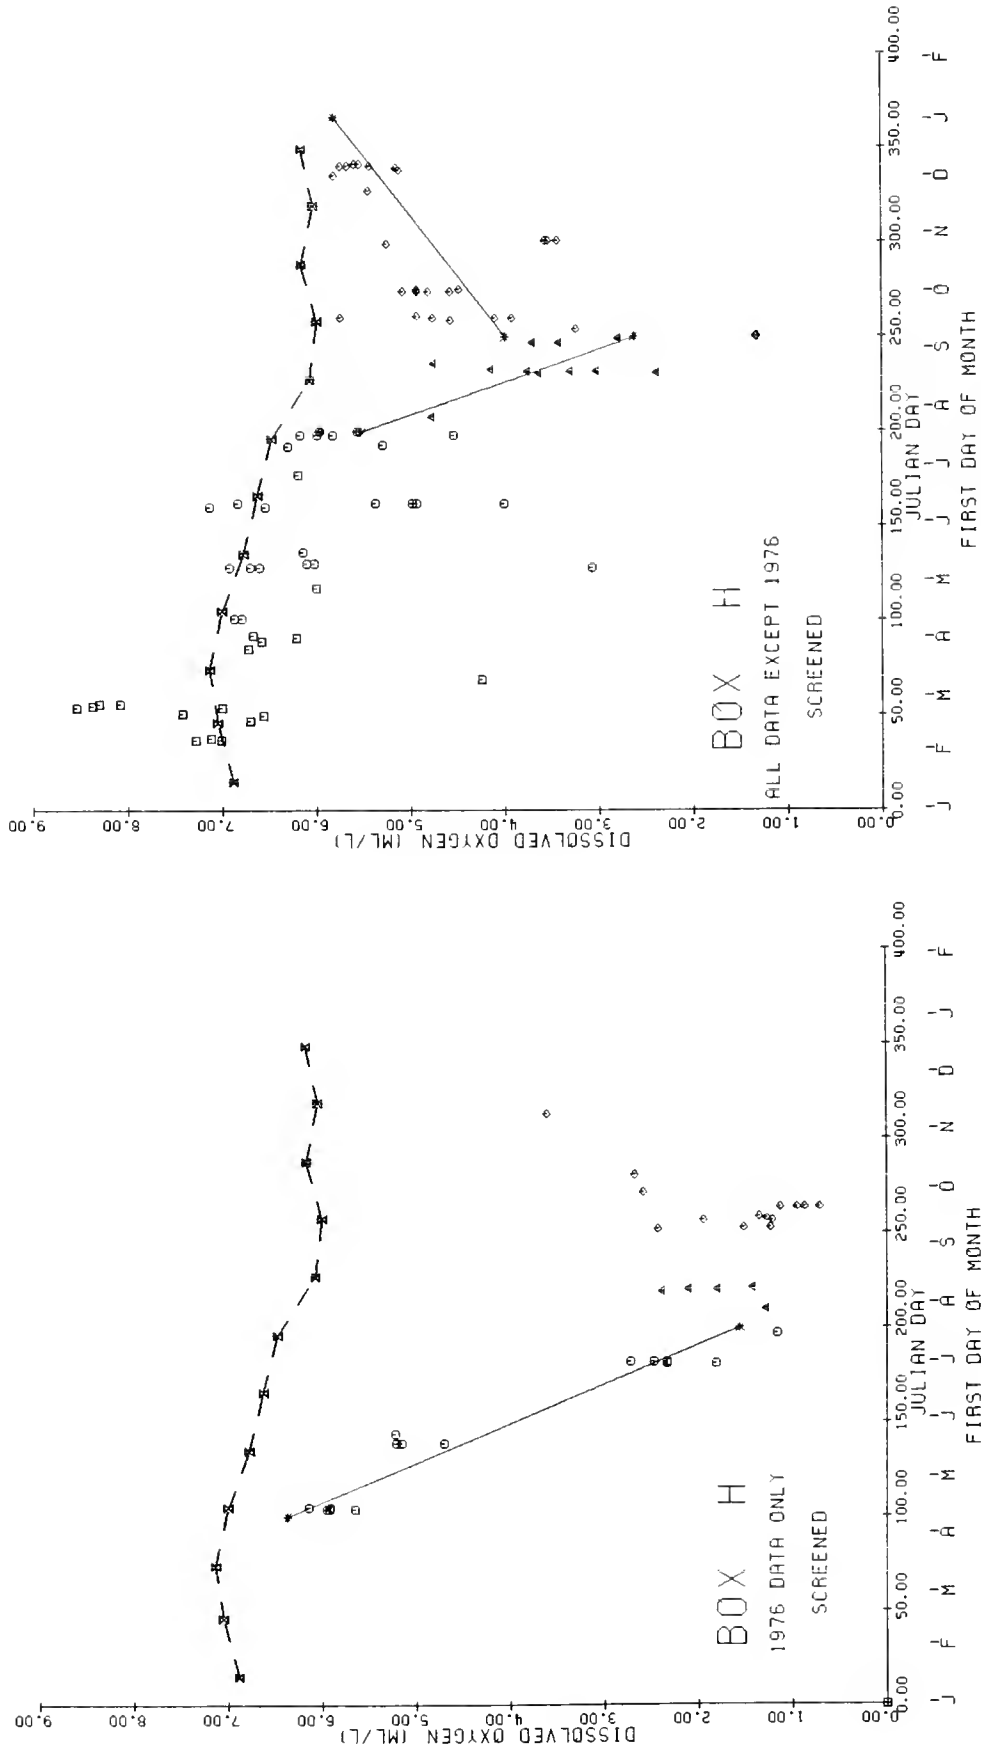 9.00
8.00
7.00
6.00
5.00
4.00
3.00
2.00
1.00
0.00
DISSOLVED OXYGEN (ML/L)
BOX H
1976 DATA ONLY
SCREENED
0.00 50.00 100.00 150.00 200.00 250.00 300.00 350.00 400.00
JULIAN DAY
J F M A M J J A S O N D J F
FIRST DAY OF MONTH
9.00
8.00
7.00
6.00
5.00
4.00
3.00
2.00
1.00
0.00
DISSOLVED OXYGEN (ML/L)
BOX H
ALL DATA EXCEPT 1976
SCREENED
0.00 50.00 100.00 150.00 200.00 250.00 300.00 350.00 400.00
JULIAN DAY
J F M A M J J A S O N D J F
FIRST DAY OF MONTH